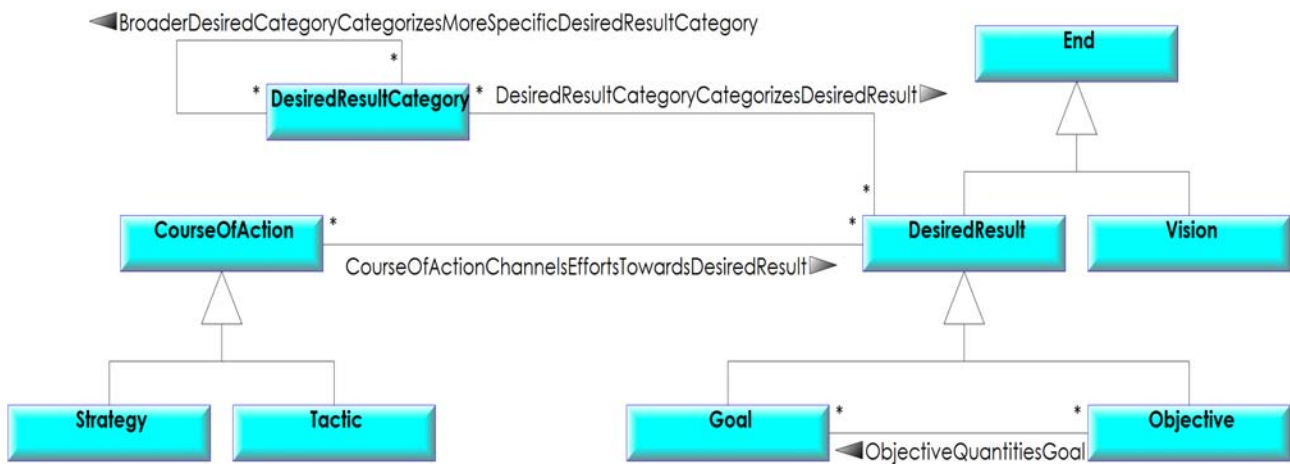 BroaderDesiredCategoryCategorizesMoreSpecificDesiredResultCategory
End
*
*
DesiredResultCategory
*
DesiredResultCategoryCategorizesDesiredResult
*
CourseOfAction
*
*
DesiredResult
Vision
CourseOfActionChannelsEffortsTowardsDesiredResult
Strategy
Tactic
Goal
*
*
Objective
ObjectiveQuantitiesGoal